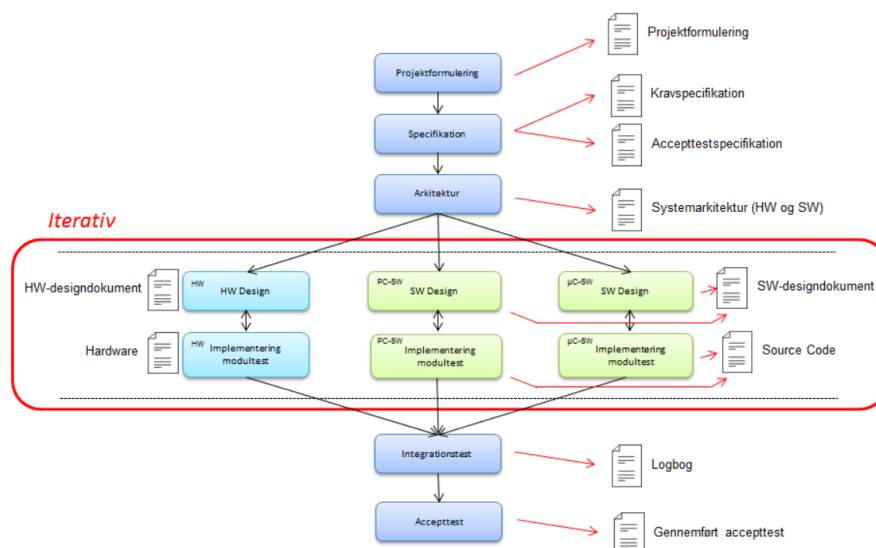 Projektformulering
Projektformulering
Kravspecifikation
Specifikation
Accepttestspecifikation
Arkitektur
Systemarkitektur (HW og SW)
Iterativ
HW-designdokument
HW
HW Design
PC-SW
SW Design
µC-SW
SW Design
SW-designdokument
Hardware
HW
Implementering
modultest
PC-SW
Implementering
modultest
µC-SW
Implementering
modultest
Source Code
Integrationstest
Logbog
Accepttest
Gennemført accepttest